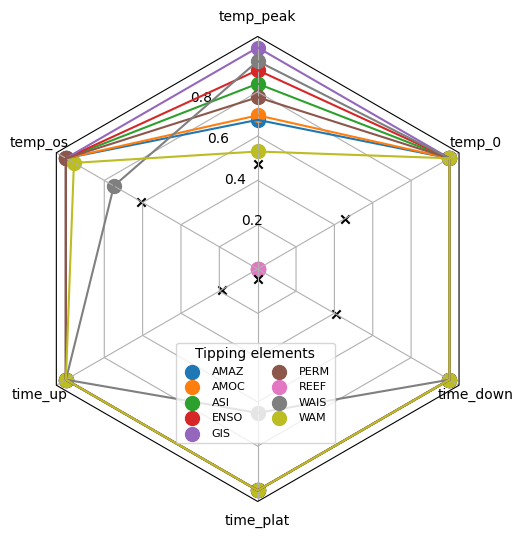 temp_peak
0.8
temp_os
temp_0
0.6
0.4
0.2
Tipping elements
AMAZ
PERM
AMOC
REEF
ASI
WAIS
ENSO
WAM
GIS
time_up
time_down
time_plat